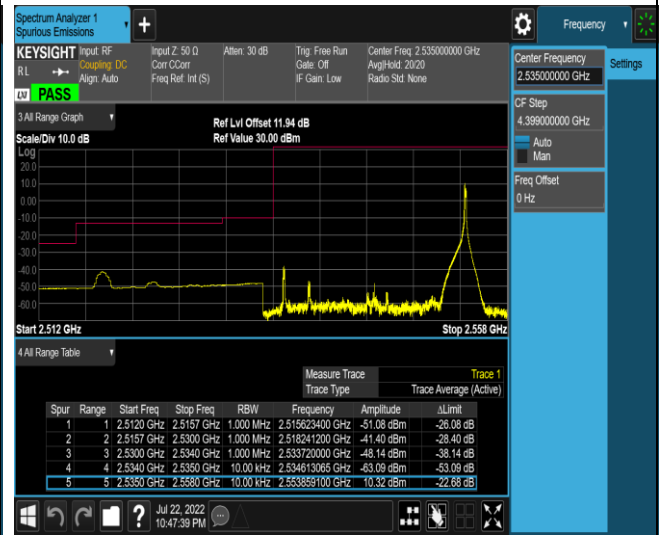 Spectrum Analyzer 1
Spurious Emissions
+
Frequency
KEYSIGHT Input: RF Input Z: 50 Ω Atten: 30 dB Trig: Free Run Center Freq: 2.535000000 GHz
RL Coupling: DC Corr CCorr Gate: Off Avg|Hold: 20/20
Align: Auto Freq Ref: Int (S) IF Gain: Low Radio Std: None
LXI PASS
Center Frequency
2.535000000 GHz
Settings
CF Step
4.399000000 GHz
Auto
Man
Freq Offset
0 Hz
3 All Range Graph
Ref Lvl Offset 11.94 dB
Scale/Div 10.0 dB Ref Value 30.00 dBm
Log
20.0
10.0
0.00
-10.0
-20.0
-30.0
-40.0
-50.0
-60.0
Start 2.512 GHz Stop 2.558 GHz
4 All Range Table
Measure Trace Trace 1
Trace Type Trace Average (Active)
Spur Range Start Freq Stop Freq RBW Frequency Amplitude ΔLimit
1 1 2.5120 GHz 2.5157 GHz 1.000 MHz 2.515623400 GHz -51.08 dBm -26.08 dB
2 2 2.5157 GHz 2.5300 GHz 1.000 MHz 2.518241200 GHz -41.40 dBm -28.40 dB
3 3 2.5300 GHz 2.5340 GHz 1.000 MHz 2.533720000 GHz -48.14 dBm -38.14 dB
4 4 2.5340 GHz 2.5350 GHz 10.00 kHz 2.534613065 GHz -63.09 dBm -53.09 dB
5 5 2.5350 GHz 2.5580 GHz 10.00 kHz 2.553859100 GHz 10.32 dBm -22.68 dB
? Jul 22, 2022
10:47:39 PM